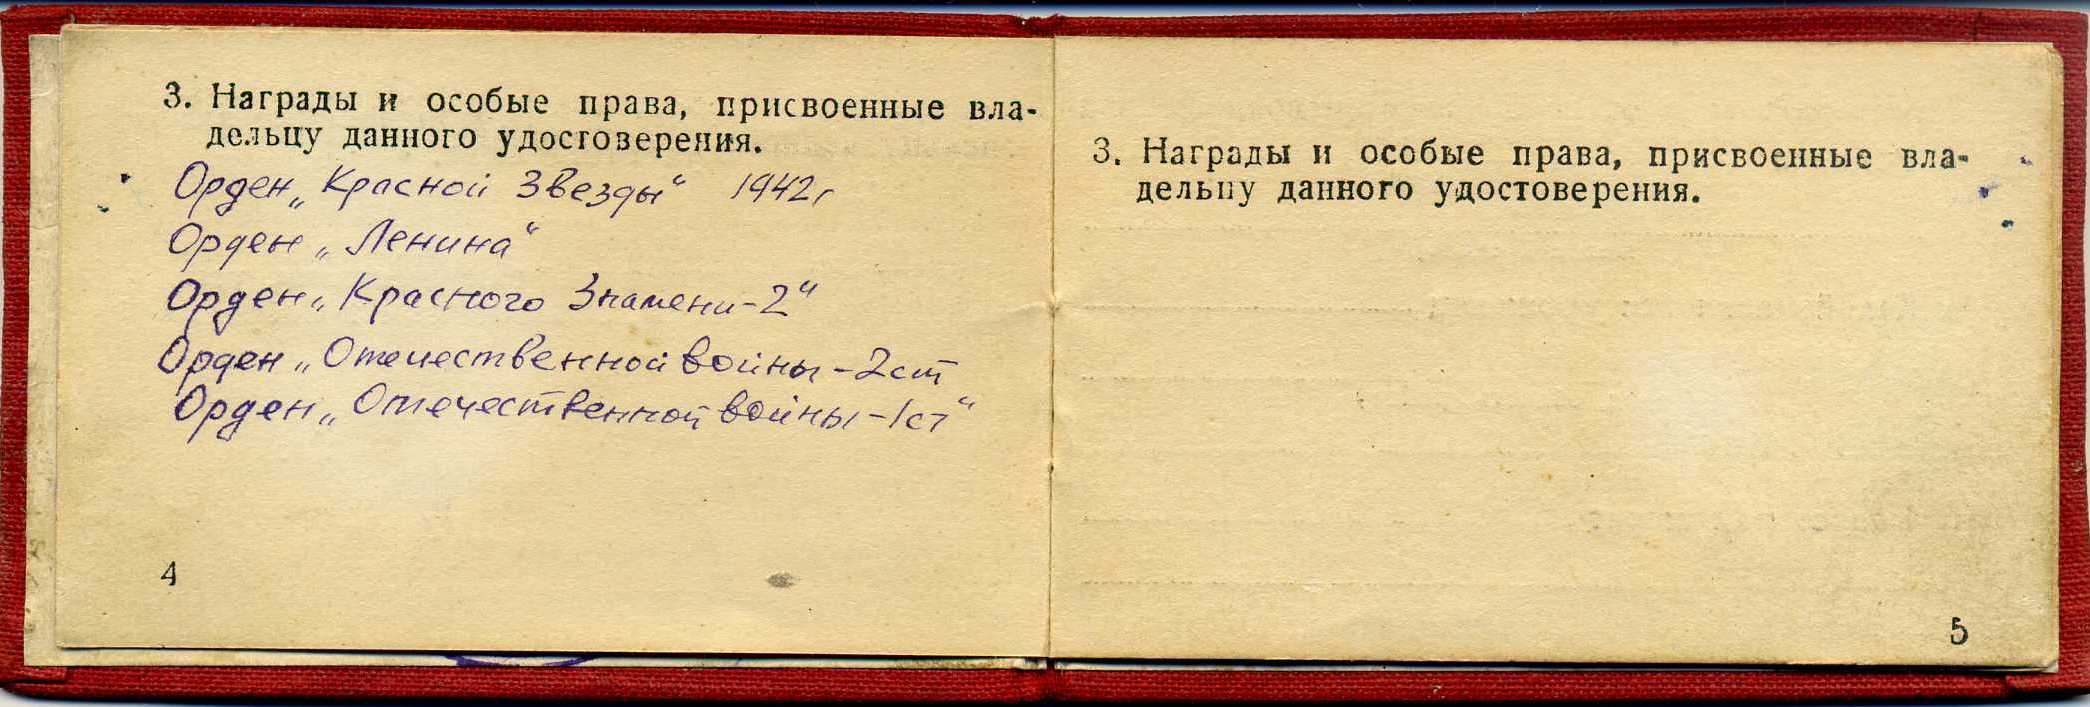 3. Награды и особые права, присвоенные вла-
дельцу данного удостоверения.
Орден „Красной Звезды“ 1942г
Орден „Ленина“
Орден „Красного Знамени-2“
Орден „Отечественной войны-2ст
Орден „Отечественной войны-1ст“
4
3. Награды и особые права, присвоенные вла-
дельцу данного удостоверения.
5